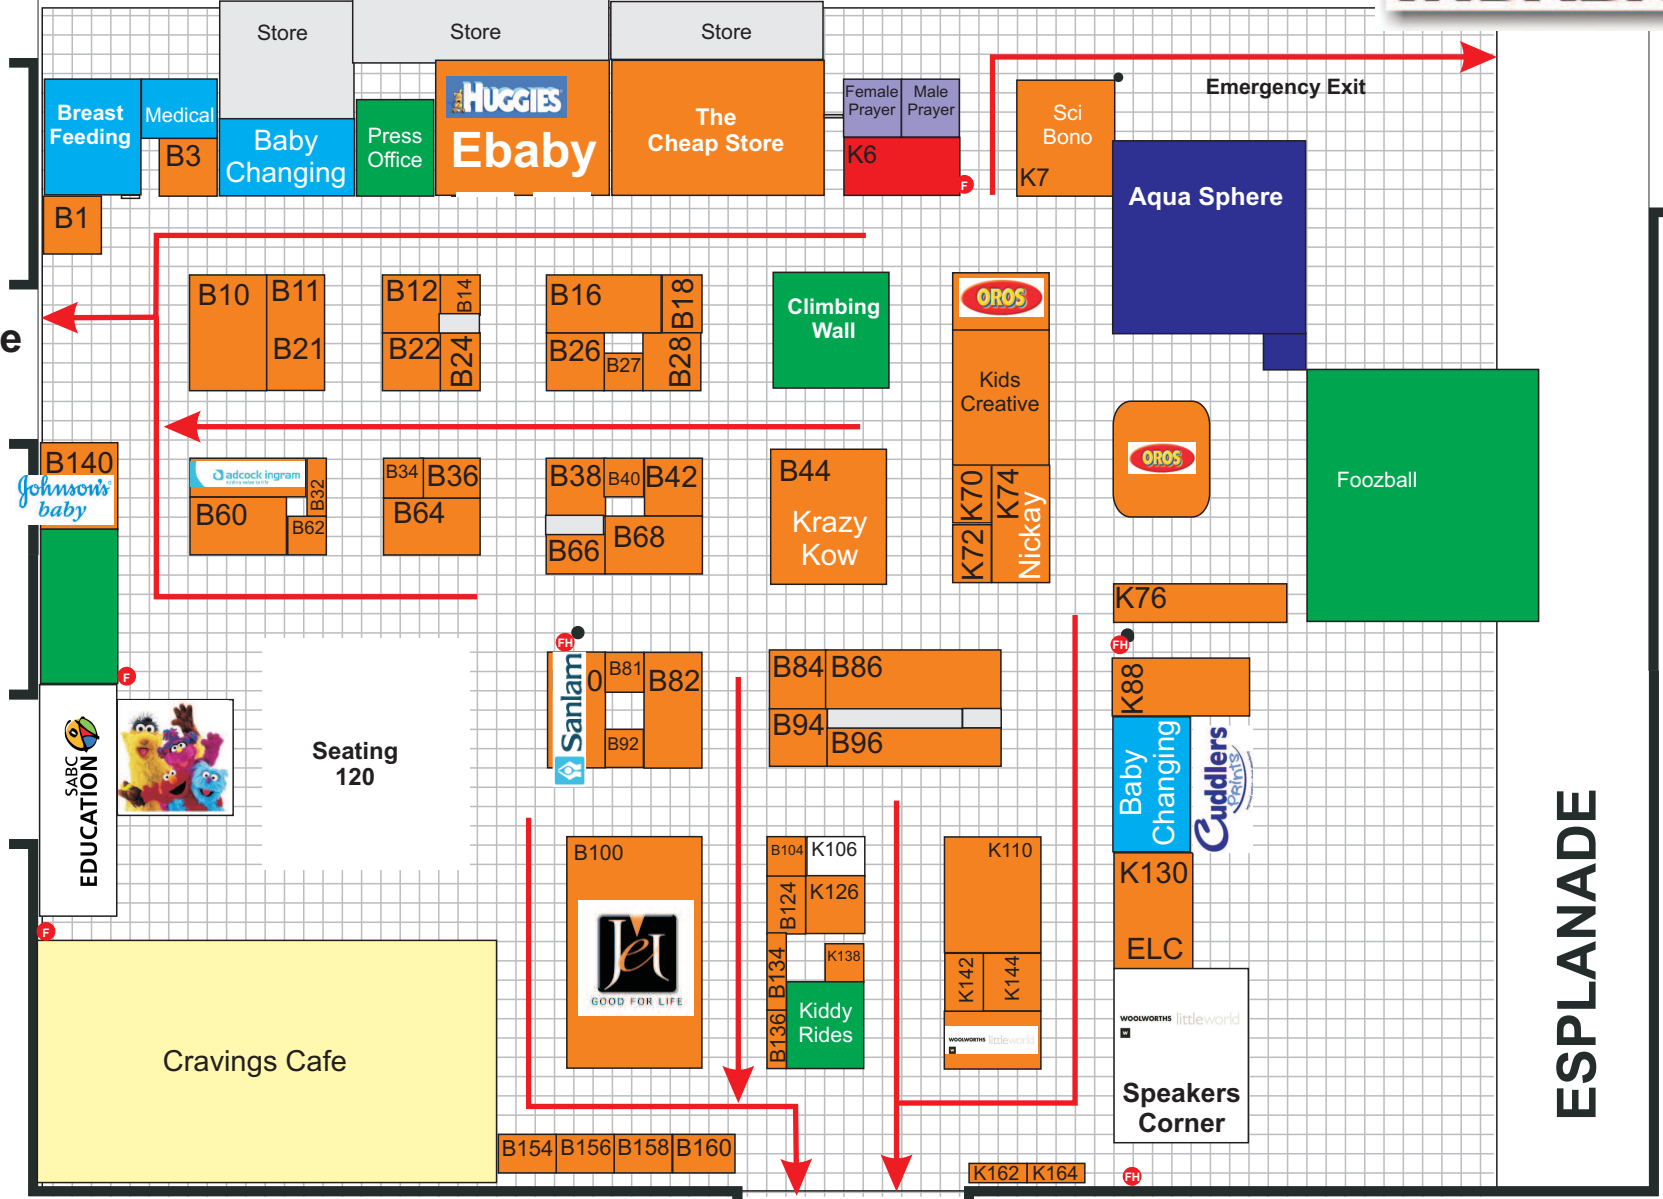 Store
Store
Store
Emergency Exit
Breast
Feeding
Medical
B3
Baby
Changing
Press
Office
HUGGIES
Ebaby
The
Cheap Store
Female
Prayer
Male
Prayer
K6
F
Sci
Bono
K7
Aqua Sphere
B1
B10
B11
B21
B12
B14
B22
B24
B16
B18
B26
B27
B28
Climbing
Wall
OROS
Kids
Creative
e
OROS
Foozball
B140
Johnson's
baby
adcock ingram
B32
B60
B62
B34
B36
B64
B38
B40
B42
B66
B68
B44
Krazy
Kow
K70
K74
K72
Nickay
K76
FH
FH
F
Sanlam
0
B81
B82
B92
B84
B86
B94
B96
K88
Baby
Changing
Cuddlers
Prints
SABC
EDUCATION
Seating
120
B100
Jet
GOOD FOR LIFE
B104
K106
B124
K126
B134
K138
B136
Kiddy
Rides
K110
K142
K144
WOOLWORTHS littleworld
W
K130
ELC
WOOLWORTHS littleworld
W
Speakers
Corner
ESPLANADE
F
Cravings Cafe
B154
B156
B158
B160
K162
K164
FH